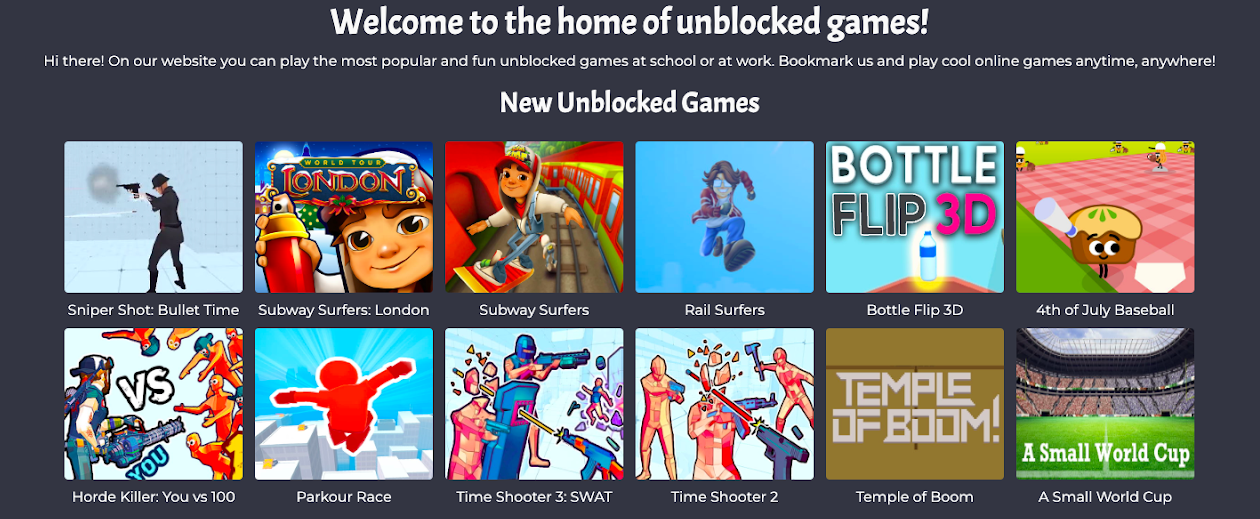 Welcome to the home of unblocked games!
Hi there! On our website you can play the most popular and fun unblocked games at school or at work. Bookmark us and play cool online games anytime, anywhere!
New Unblocked Games
WORLD TOUR
LONDON
BOTTLE
FLIP 3D
Sniper Shot: Bullet Time
Subway Surfers: London
Subway Surfers
Rail Surfers
Bottle Flip 3D
4th of July Baseball
VS
YOU
TEMPLE
OF BOOM!
A Small World Cup
Horde Killer: You vs 100
Parkour Race
Time Shooter 3: SWAT
Time Shooter 2
Temple of Boom
A Small World Cup